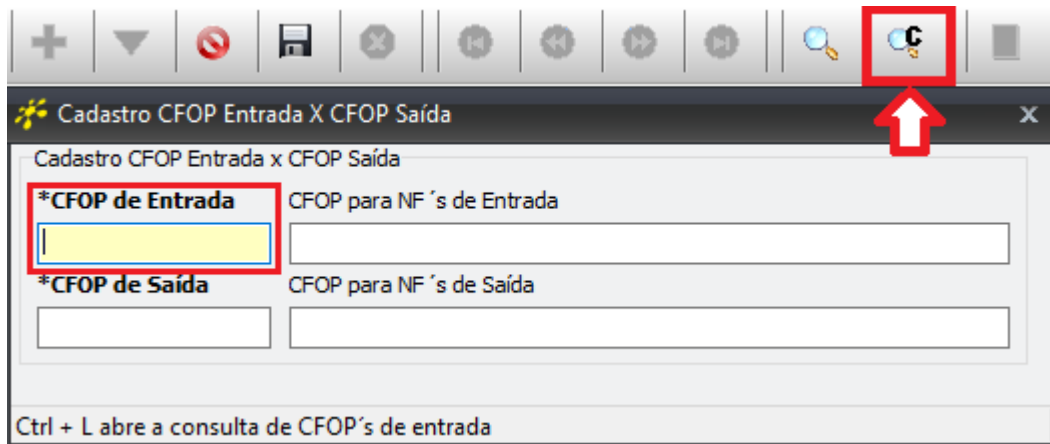 C
Cadastro CFOP Entrada X CFOP Saída
Cadastro CFOP Entrada x CFOP Saída
*CFOP de Entrada CFOP para NF ´s de Entrada
*CFOP de Saída CFOP para NF ´s de Saída
Ctrl + L abre a consulta de CFOP´s de entrada